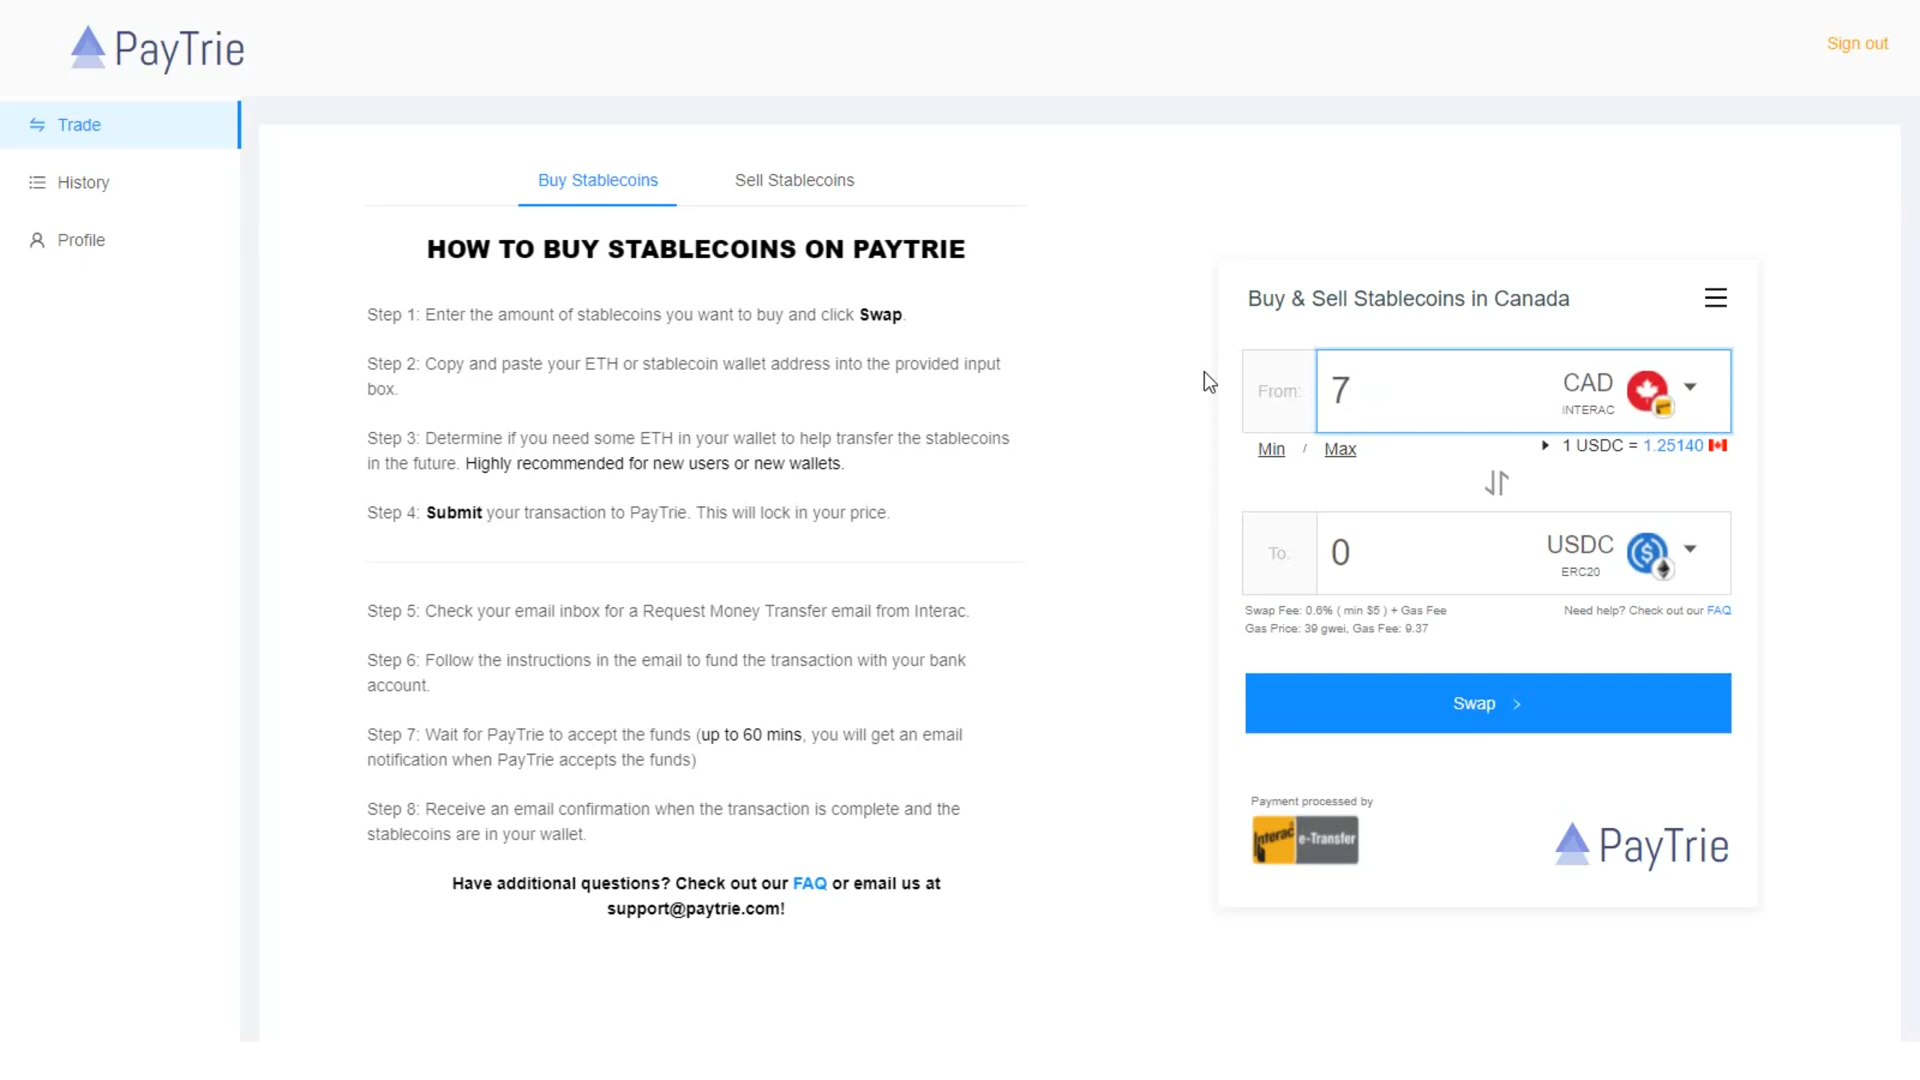 PayTrie
Sign out
Trade
History
Profile
Buy Stablecoins
Sell Stablecoins
HOW TO BUY STABLECOINS ON PAYTRIE
Step 1: Enter the amount of stablecoins you want to buy and click Swap.
Step 2: Copy and paste your ETH or stablecoin wallet address into the provided input
box.
Step 3: Determine if you need some ETH in your wallet to help transfer the stablecoins
in the future. Highly recommended for new users or new wallets.
Step 4: Submit your transaction to PayTrie. This will lock in your price.
Step 5: Check your email inbox for a Request Money Transfer email from Interac.
Step 6: Follow the instructions in the email to fund the transaction with your bank
account.
Step 7: Wait for PayTrie to accept the funds (up to 60 mins, you will get an email
notification when PayTrie accepts the funds)
Step 8: Receive an email confirmation when the transaction is complete and the
stablecoins are in your wallet.
Have additional questions? Check out our FAQ or email us at
support@paytrie.com!
Buy & Sell Stablecoins in Canada
From: 7 CAD
INTERAC
Min / Max
1 USDC = 1.25140
To: 0 USDC
ERC20
Swap Fee: 0.6% ( min $5 ) + Gas Fee
Need help? Check out our FAQ
Gas Price: 39 gwei, Gas Fee: 9.37
Swap >
Payment processed by
Interac e-Transfer
PayTrie